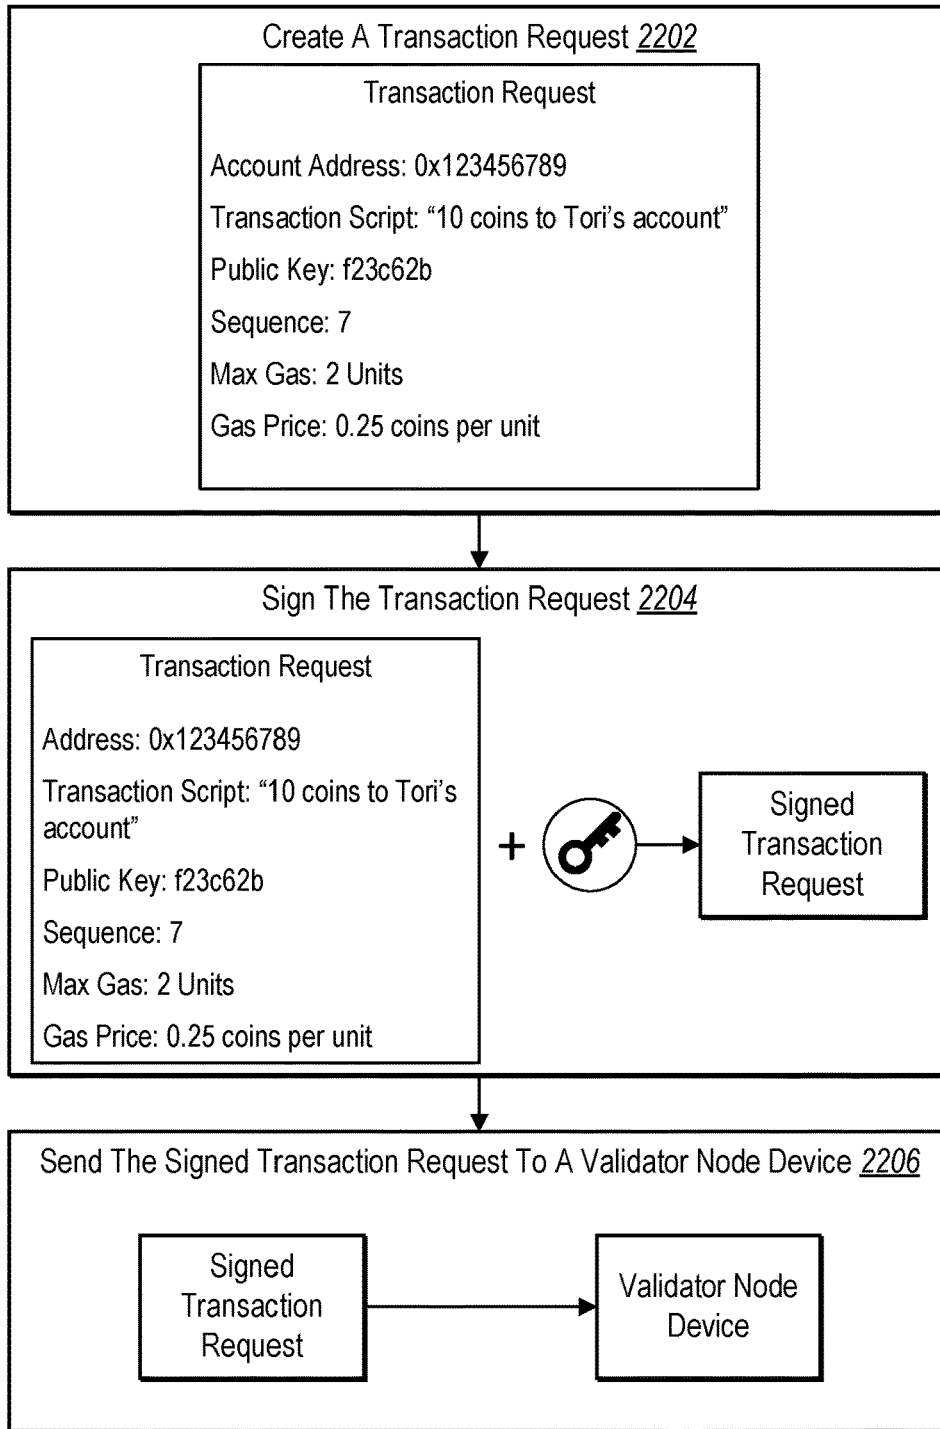 Create A Transaction Request 2202
Transaction Request
Account Address: 0x123456789
Transaction Script: “10 coins to Tori’s account”
Public Key: f23c62b
Sequence: 7
Max Gas: 2 Units
Gas Price: 0.25 coins per unit
Sign The Transaction Request 2204
Transaction Request
Address: 0x123456789
Transaction Script: “10 coins to Tori’s
account”
Public Key: f23c62b
Sequence: 7
Max Gas: 2 Units
Gas Price: 0.25 coins per unit
+
Signed
Transaction
Request
Send The Signed Transaction Request To A Validator Node Device 2206
Signed
Transaction
Request
Validator Node
Device